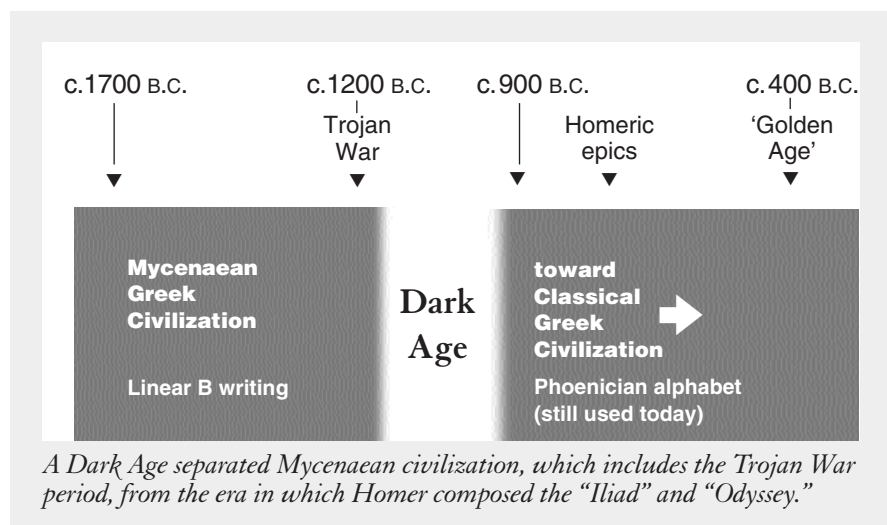 c.1700 B.C.
c.1200 B.C.
c.900 B.C.
c.400 B.C.
Trojan
War
Homeric
epics
‘Golden
Age’
Mycenaean
Greek
Civilization
Linear B writing
Dark
Age
toward
Classical
Greek
Civilization
Phoenician alphabet
(still used today)
A Dark Age separated Mycenaean civilization, which includes the Trojan War
period, from the era in which Homer composed the “Iliad” and “Odyssey.”